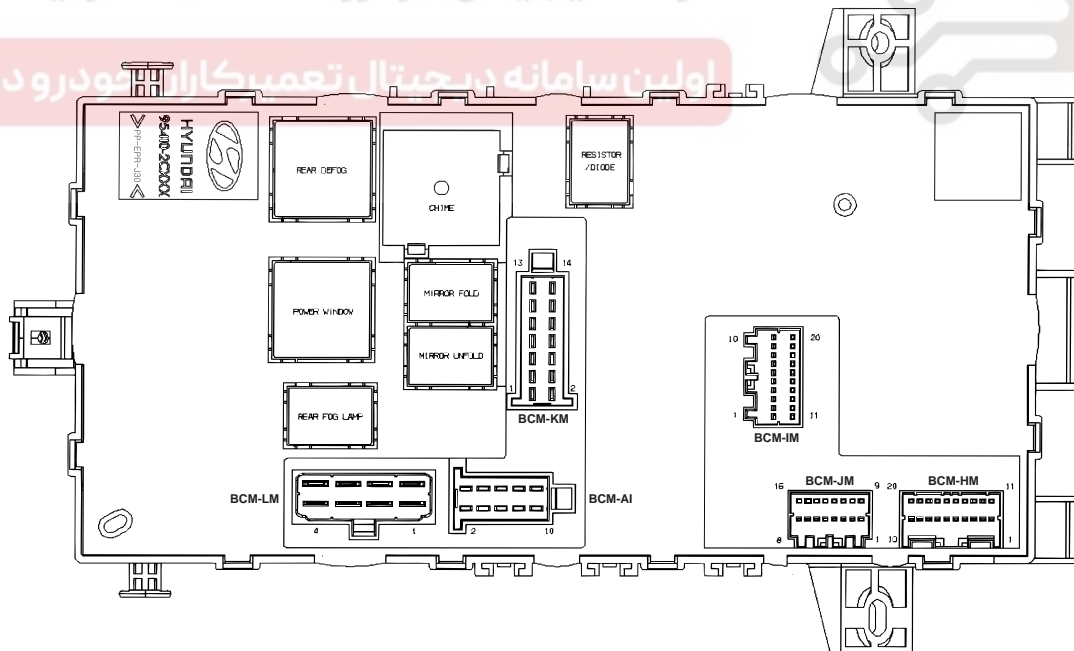 اولین سامانه دیجیتال تعمیرکاران خودرو د
HYUNDAI
95410-2CXXX
>PP-EPR-J30<
REAR DEFOG
CHIME
RESISTOR
/DIODE
POWER WINDOW
MIRROR FOLD
MIRROR UNFOLD
REAR FOG LAMP
13 14
1 2
BCM-KM
10 20
1 11
BCM-IM
BCM-LM
4 1
BCM-AI
2 10
BCM-JM
16 9
8 1
BCM-HM
20 11
10 1